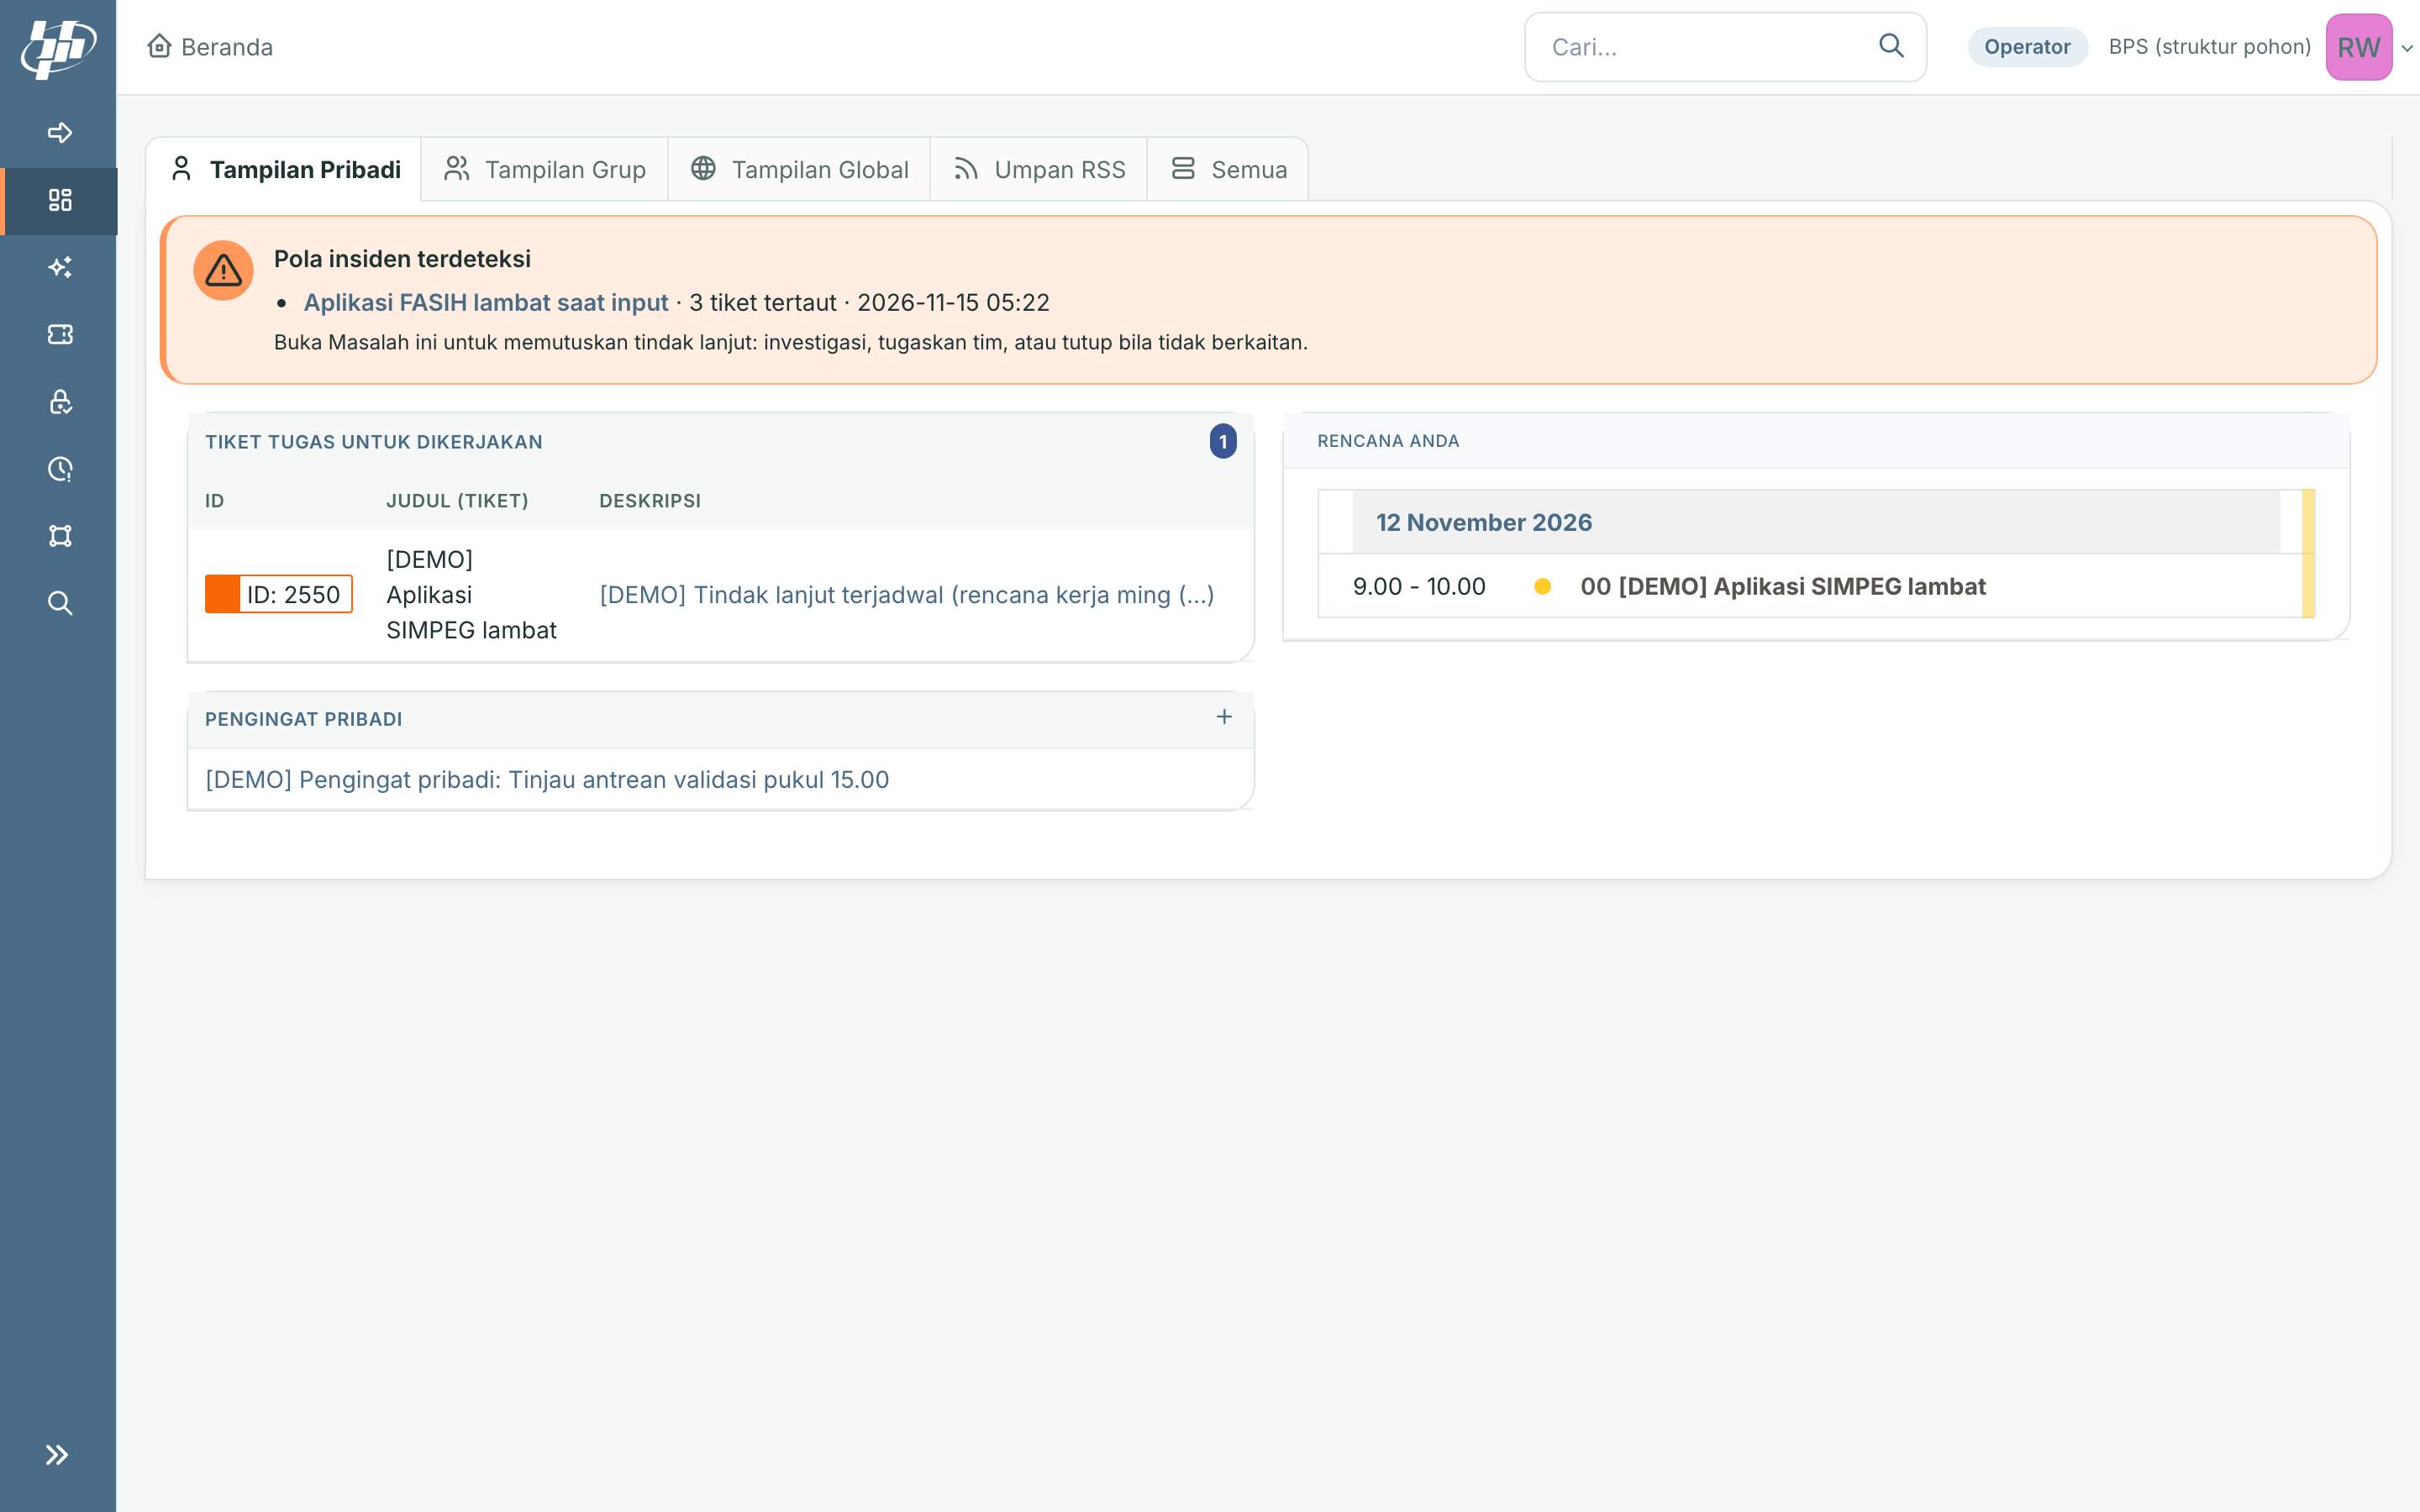 Beranda
Cari...
Operator
BPS (struktur pohon)
RW
Tampilan Pribadi
Tampilan Grup
Tampilan Global
Umpan RSS
Semua
Pola insiden terdeteksi
Aplikasi FASIH lambat saat input · 3 tiket tertaut · 2026-11-15 05:22
Buka Masalah ini untuk memutuskan tindak lanjut: investigasi, tugaskan tim, atau tutup bila tidak berkaitan.
TIKET TUGAS UNTUK DIKERJAKAN
1
ID
JUDUL (TIKET)
DESKRIPSI
ID: 2550
[DEMO]
Aplikasi
SIMPEG lambat
[DEMO] Tindak lanjut terjadwal (rencana kerja ming (...)
PENGINGAT PRIBADI
[DEMO] Pengingat pribadi: Tinjau antrean validasi pukul 15.00
RENCANA ANDA
12 November 2026
9.00 - 10.00
00 [DEMO] Aplikasi SIMPEG lambat